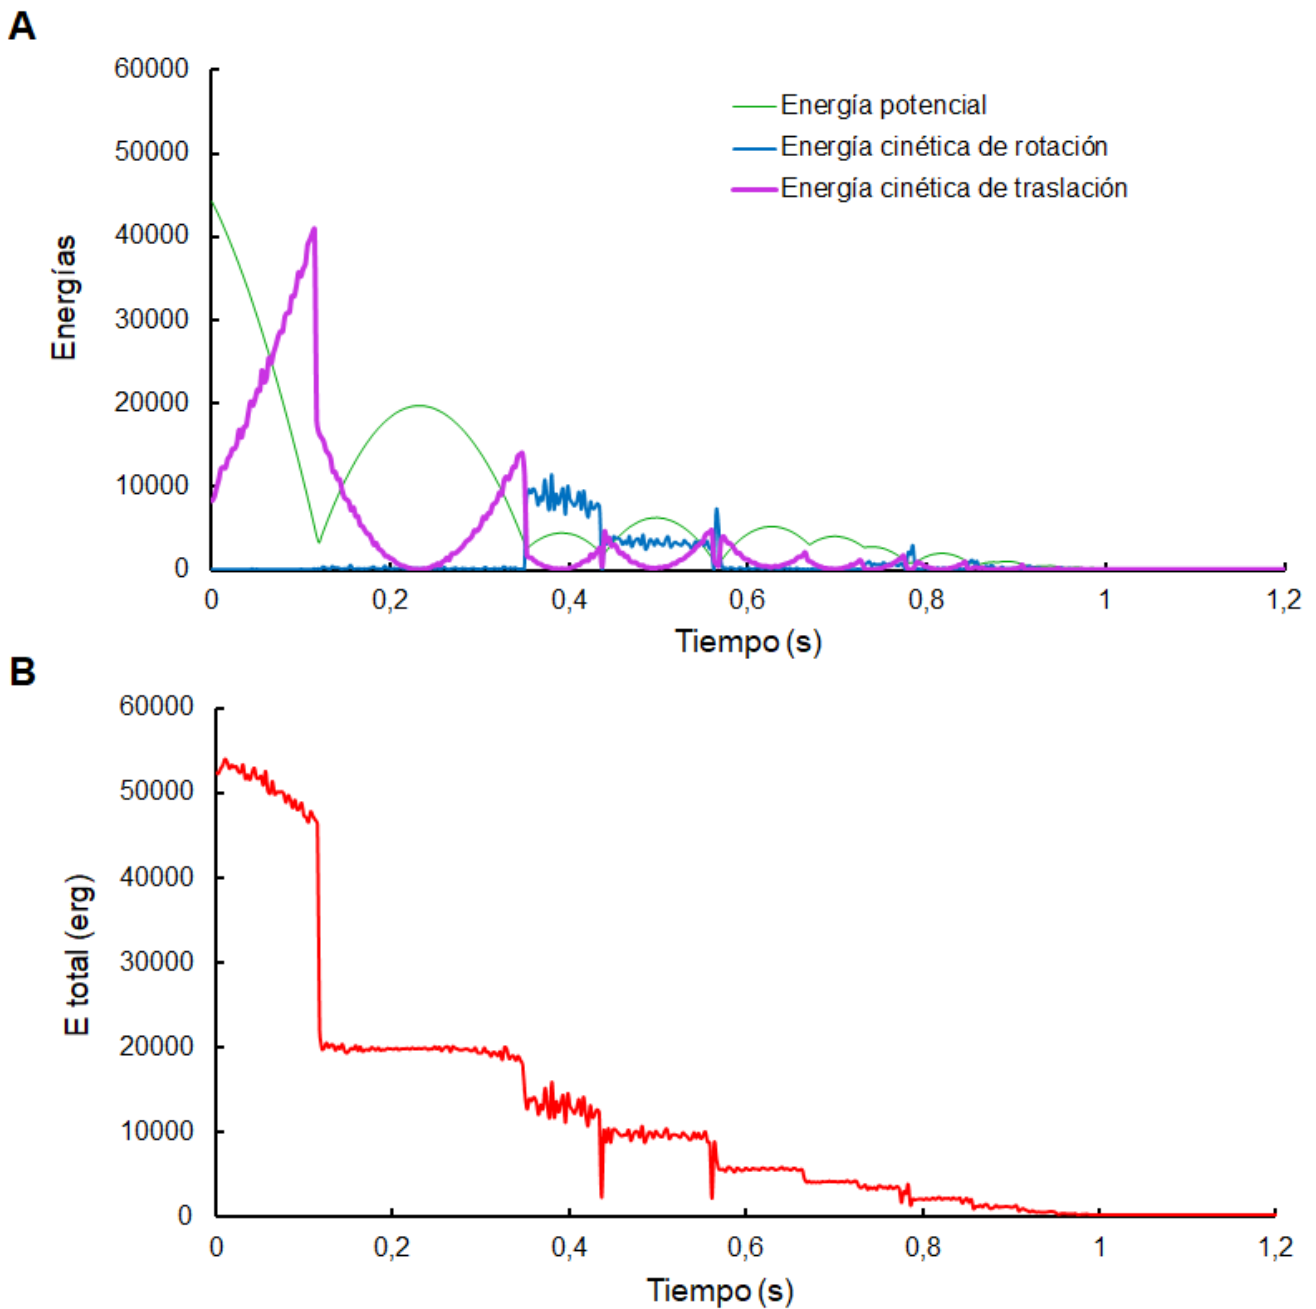 A
60000
50000
40000
30000
20000
10000
0
Energías
Energía potencial
Energía cinética de rotación
Energía cinética de traslación
0 0,2 0,4 0,6 0,8 1 1,2
Tiempo (s)
B
60000
50000
40000
30000
20000
10000
0
E total (erg)
0 0,2 0,4 0,6 0,8 1 1,2
Tiempo (s)